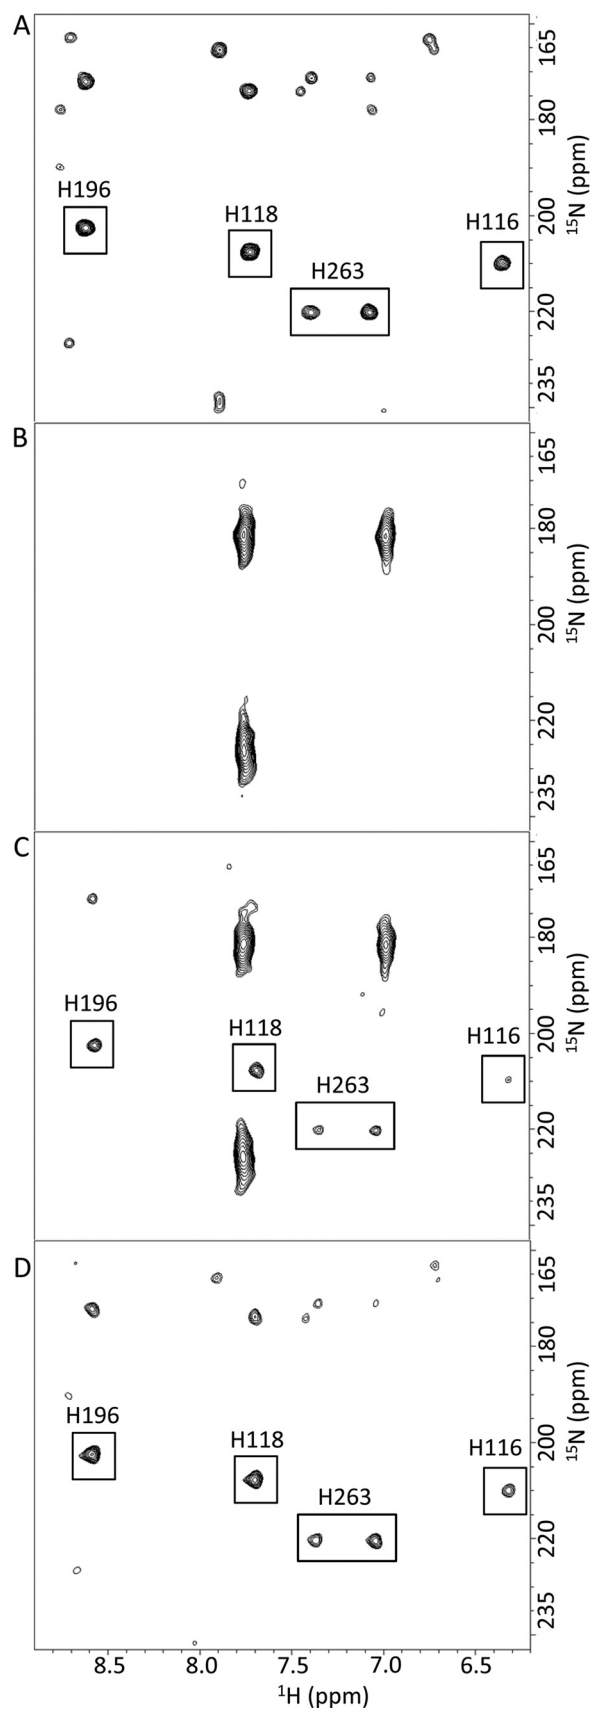 A
165
180
200
220
235
¹⁵N (ppm)
H196
H118
H116
H263
B
165
180
200
220
235
¹⁵N (ppm)
C
165
180
200
220
235
¹⁵N (ppm)
H196
H118
H116
H263
D
165
180
200
220
235
¹⁵N (ppm)
H196
H118
H116
H263
8.5 8.0 7.5 7.0 6.5
¹H (ppm)